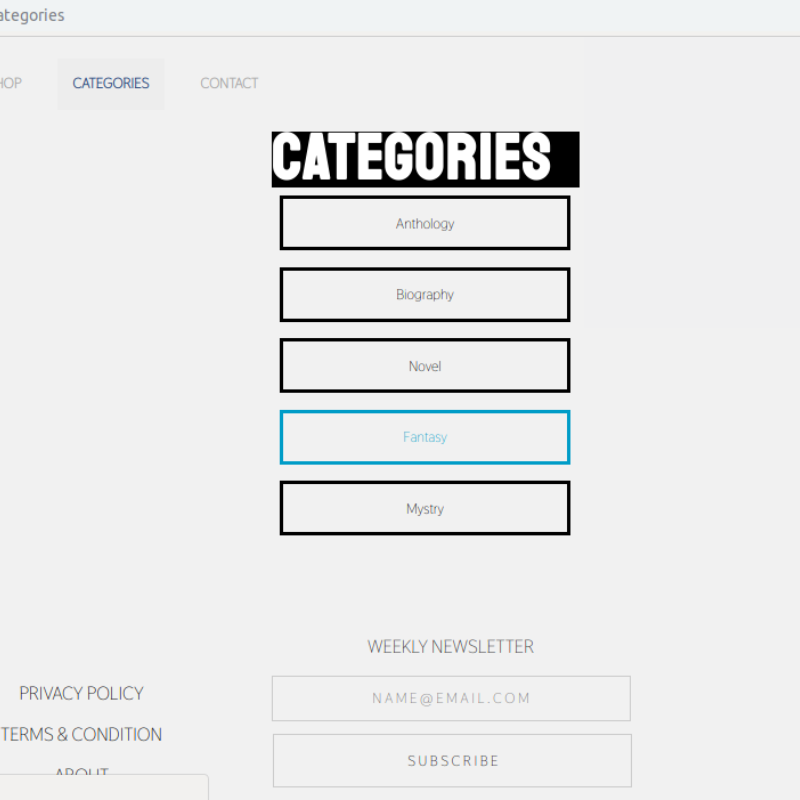 ategories
HOP CATEGORIES CONTACT
CATEGORIES
Anthology
Biography
Novel
Fantasy
Mystry
WEEKLY NEWSLETTER
NAME@EMAIL.COM
SUBSCRIBE
PRIVACY POLICY
TERMS & CONDITION
ABOUT